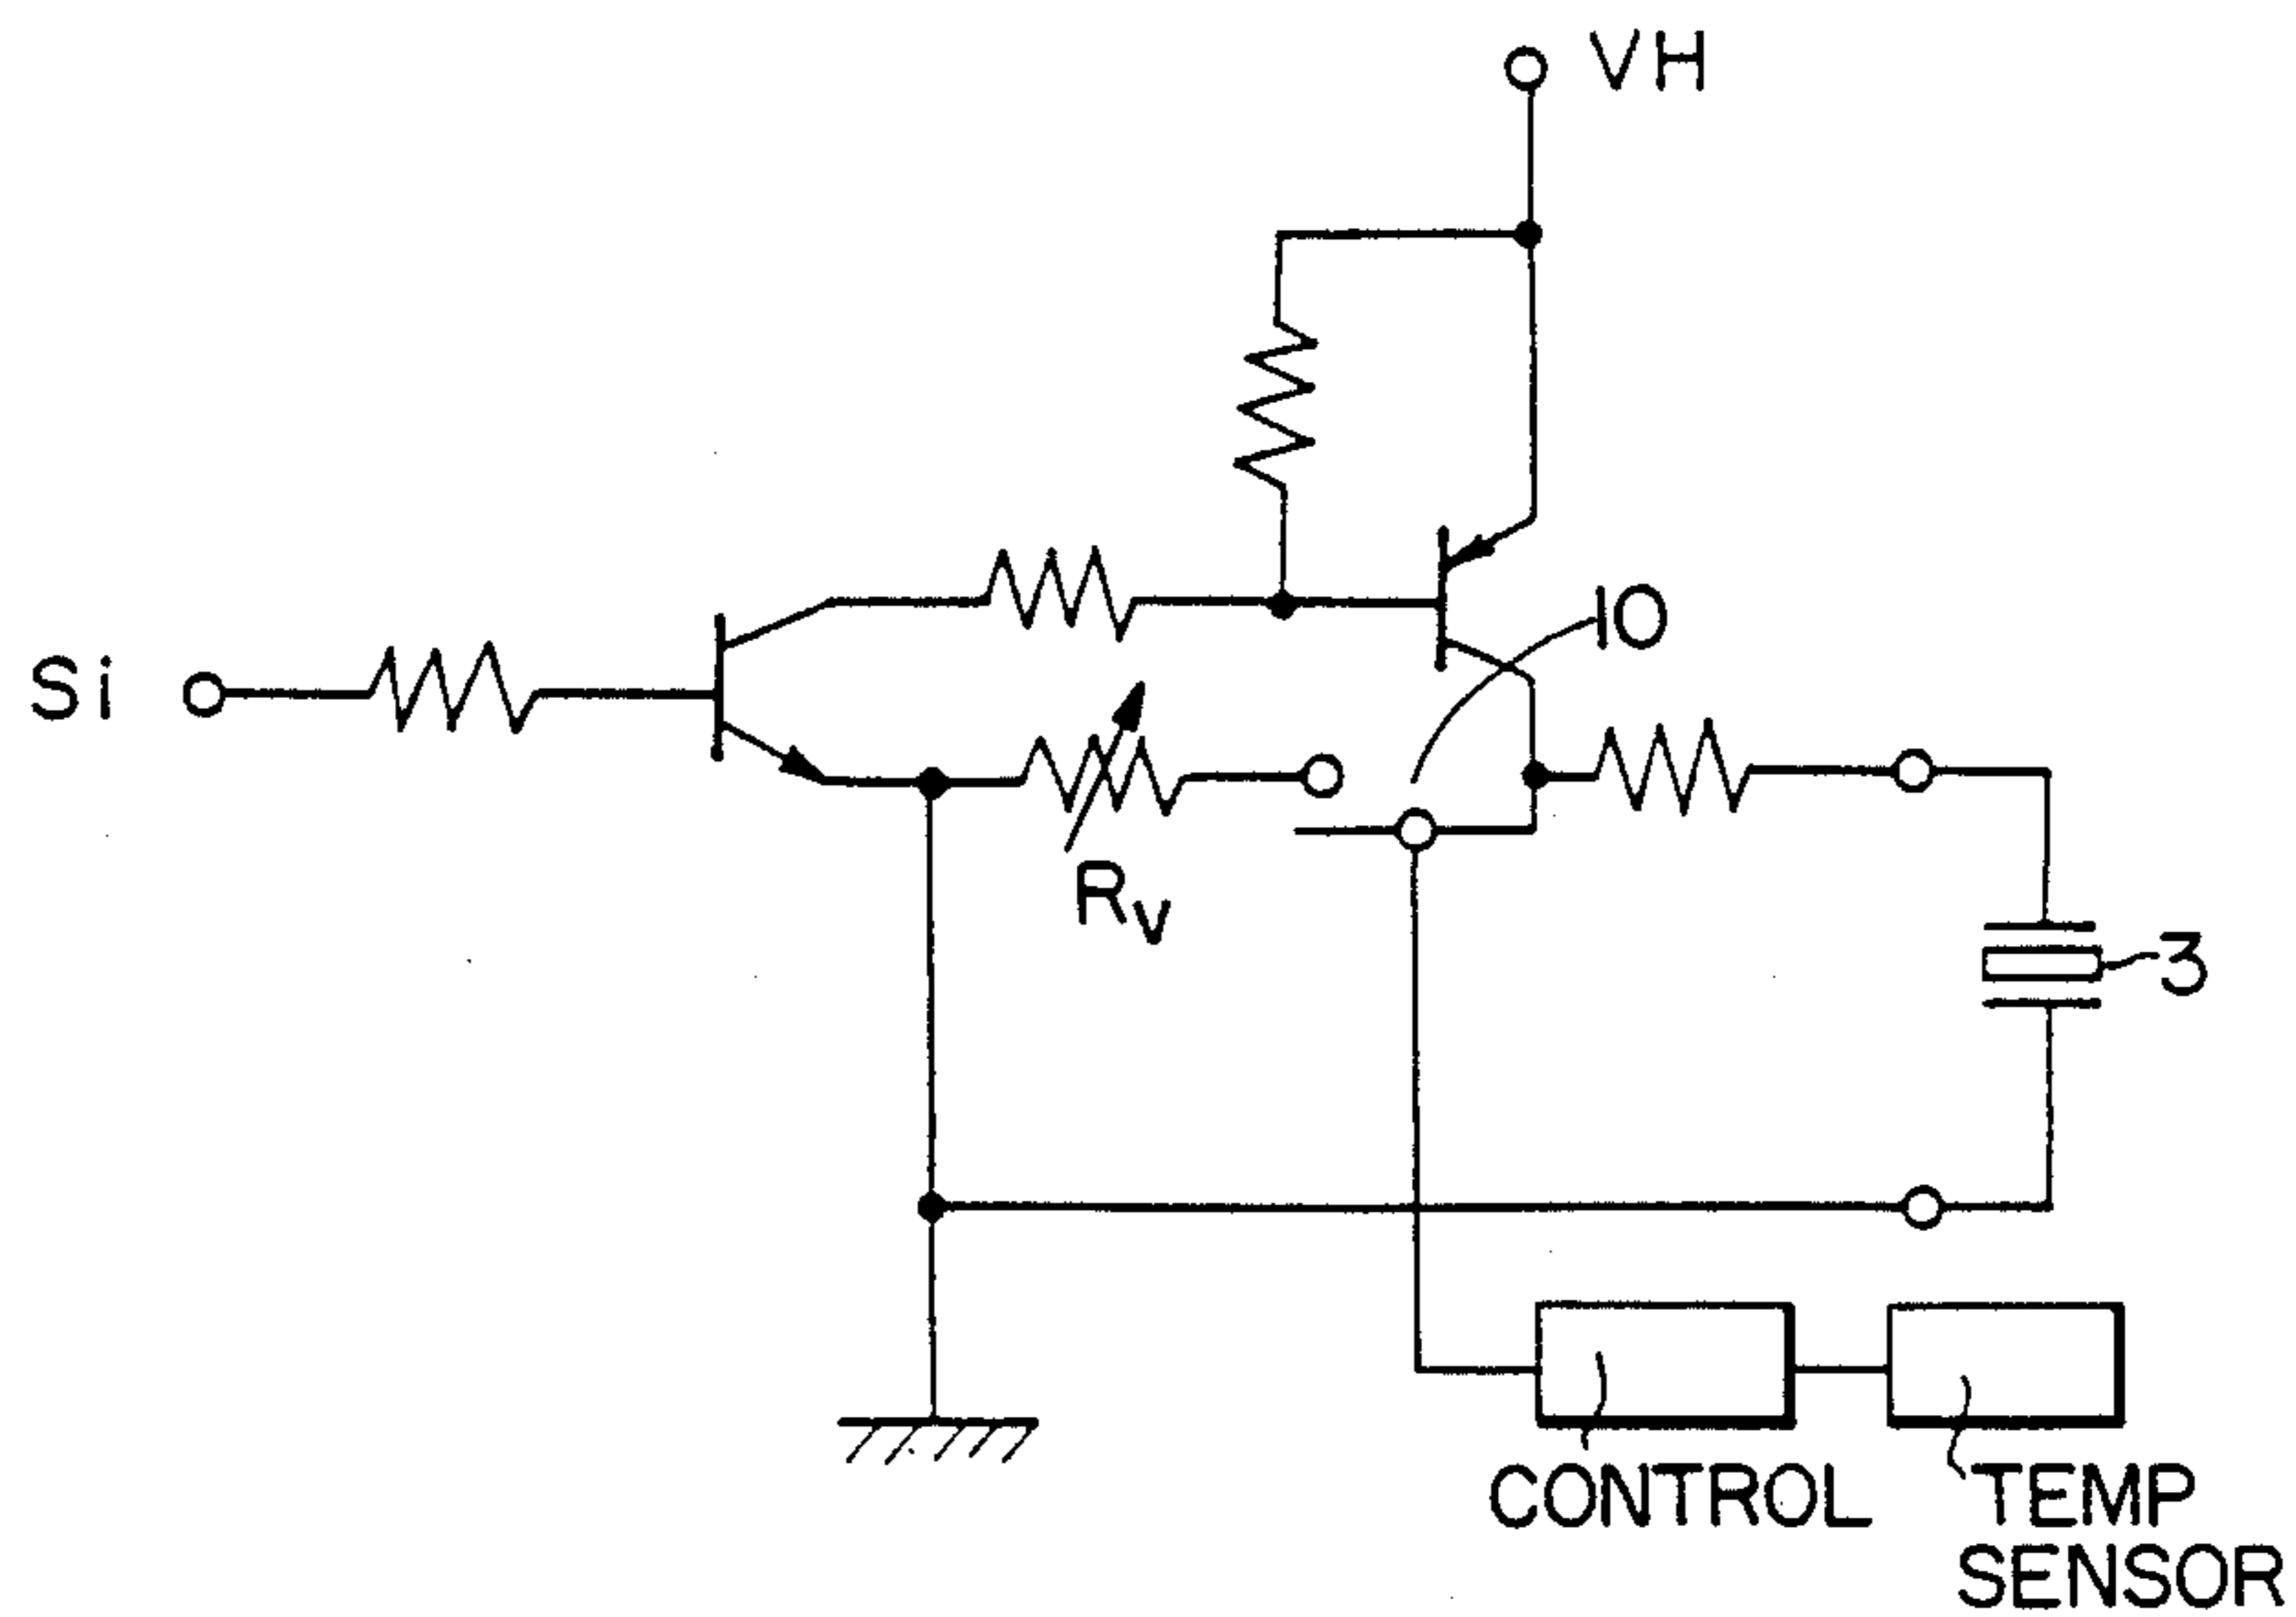 VH
10
Si
Rv
3
CONTROL
TEMP
SENSOR